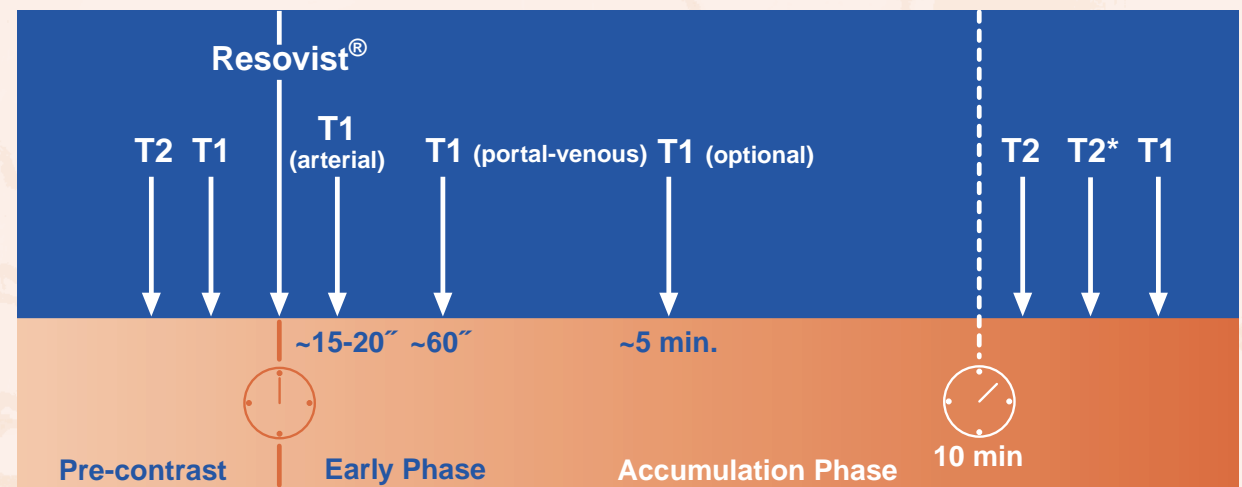 Resovist®
T2 T1 T1 (arterial) T1 (portal-venous) T1 (optional) T2 T2* T1
~15-20˝ ~60˝ ~5 min.
10 min
Pre-contrast Early Phase Accumulation Phase